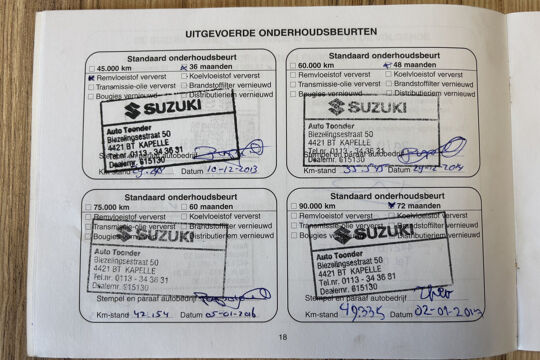 UITGEVOERDE ONDERHOUDSBEURTEN
Standaard onderhoudsbeurt
45.000 km 36 maanden
Remvloeistof ververst Koelvloeistof ververst
Transmissie-olie ververst Brandstoffilter vernieuwd
Bougies vernieuwd Distributieriem vernieuwd
SUZUKI
Auto Toonder
Biezelingsestraat 50
4421 BT KAPELLE
Tel.nr. 0113 - 34 36 31
Dealernr. 615130
Stempel en paraaf autobedrijf
Km-stand Datum 10-12-2013
Standaard onderhoudsbeurt
60.000 km 48 maanden
Remvloeistof ververst Koelvloeistof ververst
Transmissie-olie ververst Brandstoffilter vernieuwd
Bougies vernieuwd Distributieriem vernieuwd
SUZUKI
Auto Toonder
Biezelingsestraat 50
4421 BT KAPELLE
Tel.nr. 0113 - 34 36 31
Dealernr. 615130
Stempel en paraaf autobedrijf
Km-stand Datum
Standaard onderhoudsbeurt
75.000 km 60 maanden
Remvloeistof ververst Koelvloeistof ververst
Transmissie-olie ververst Brandstoffilter vernieuwd
Bougies Distributieriem vernieuwd
SUZUKI
Auto Toonder
Biezelingsestraat 50
4421 BT KAPELLE
Tel.nr. 0113 - 34 36 31
Dealernr. 615130
Stempel en paraaf autobedrijf
Km-stand 42.154 Datum 05-01-2016
Standaard onderhoudsbeurt
90.000 km 72 maanden
Remvloeistof ververst Koelvloeistof ververst
Transmissie-olie ververst Brandstoffilter vernieuwd
Bougies Distributieriem vernieuwd
SUZUKI
Auto Toonder
Biezelingsestraat 50
4421 BT KAPELLE
Tel.nr. 0113 - 34 36 31
Dealernr. 615130
Stempel en paraaf autobedrijf Theo
Km-stand 49335 Datum
18